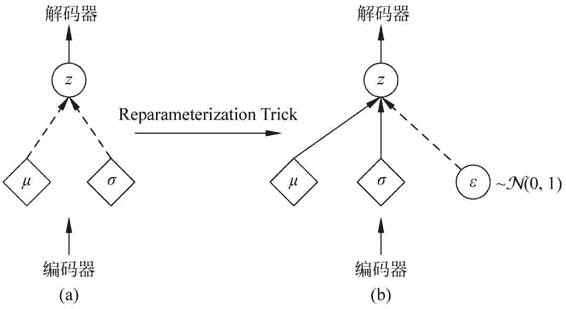 解码器
解码器
z
z
Reparameterization Trick
μ
σ
μ
σ
ε
~𝒩(0, 1)
编码器
编码器
(a)
(b)